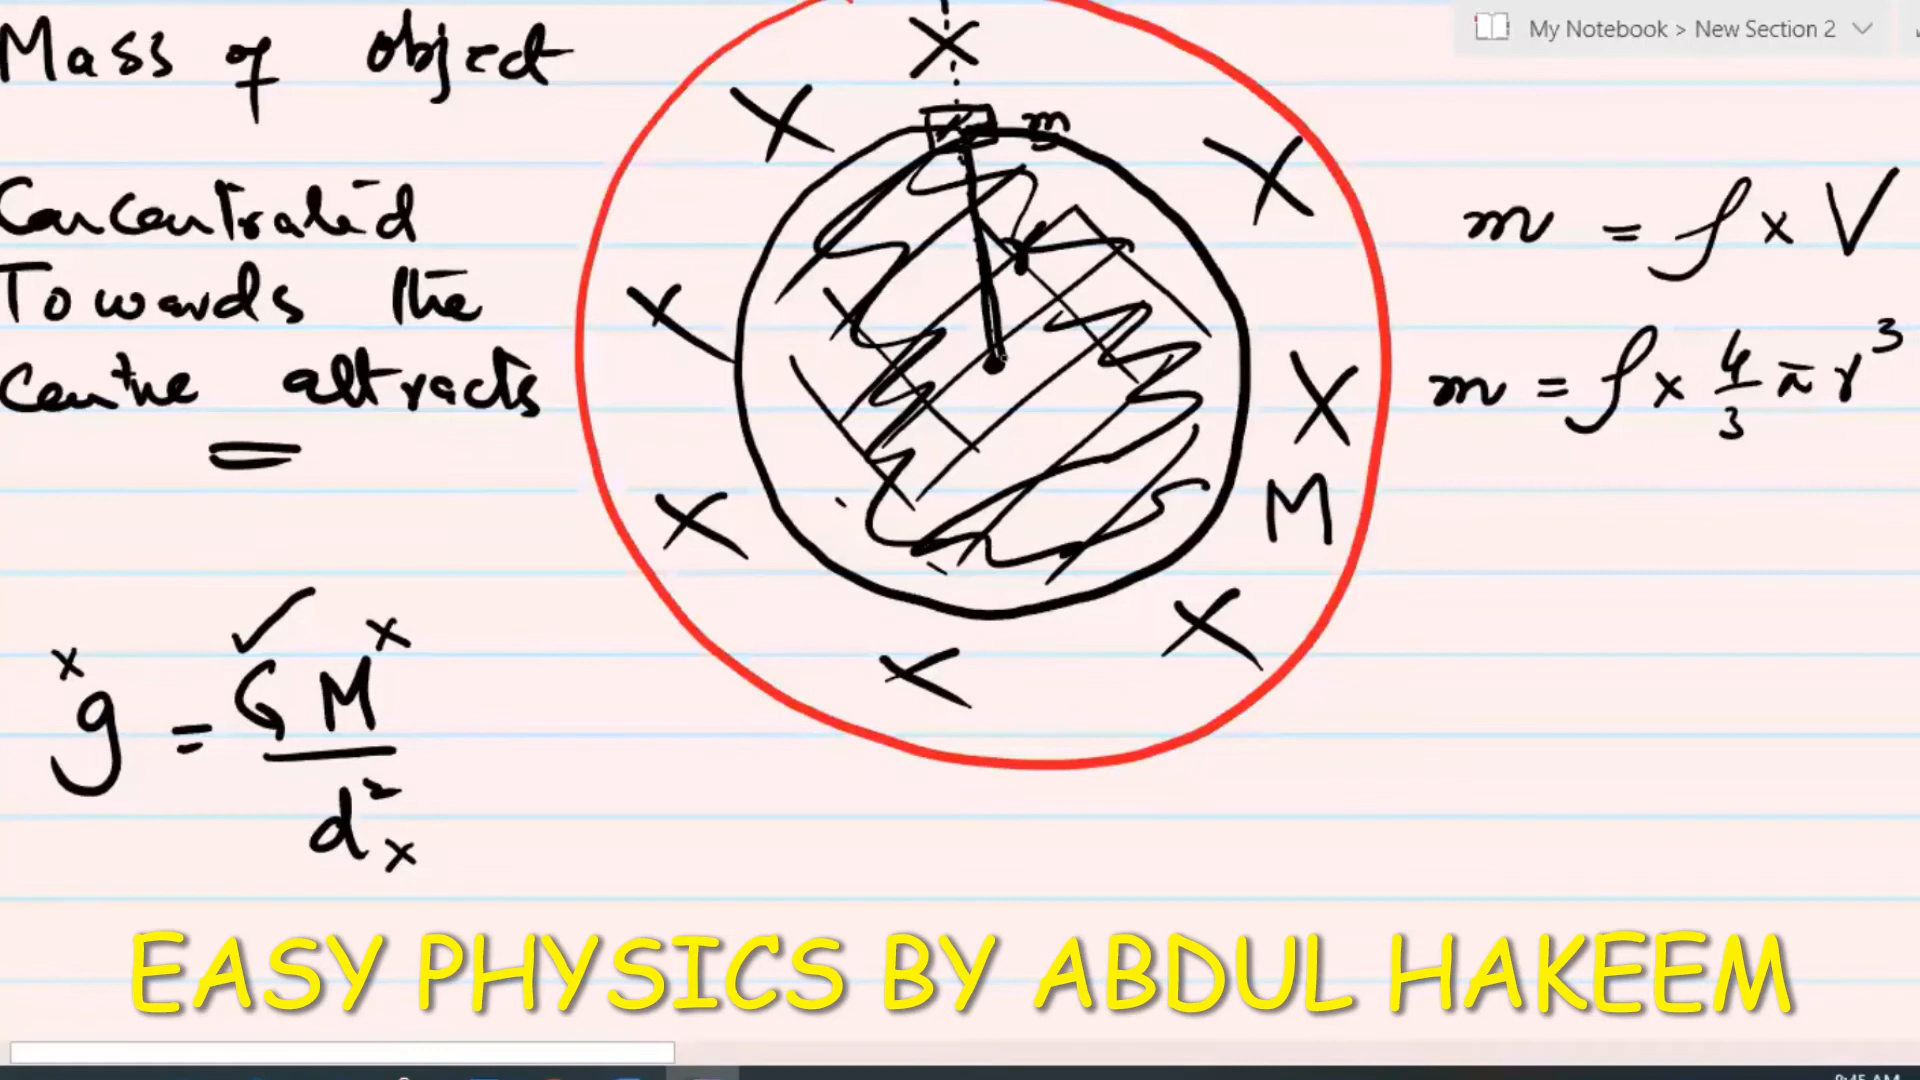 My Notebook > New Section 2
Mass of object
Concentrated
Towards the
Centre attracts
m
M
m = ρ x V
m = ρ x 4/3 π r³
g = G M / d²
EASY PHYSICS BY ABDUL HAKEEM